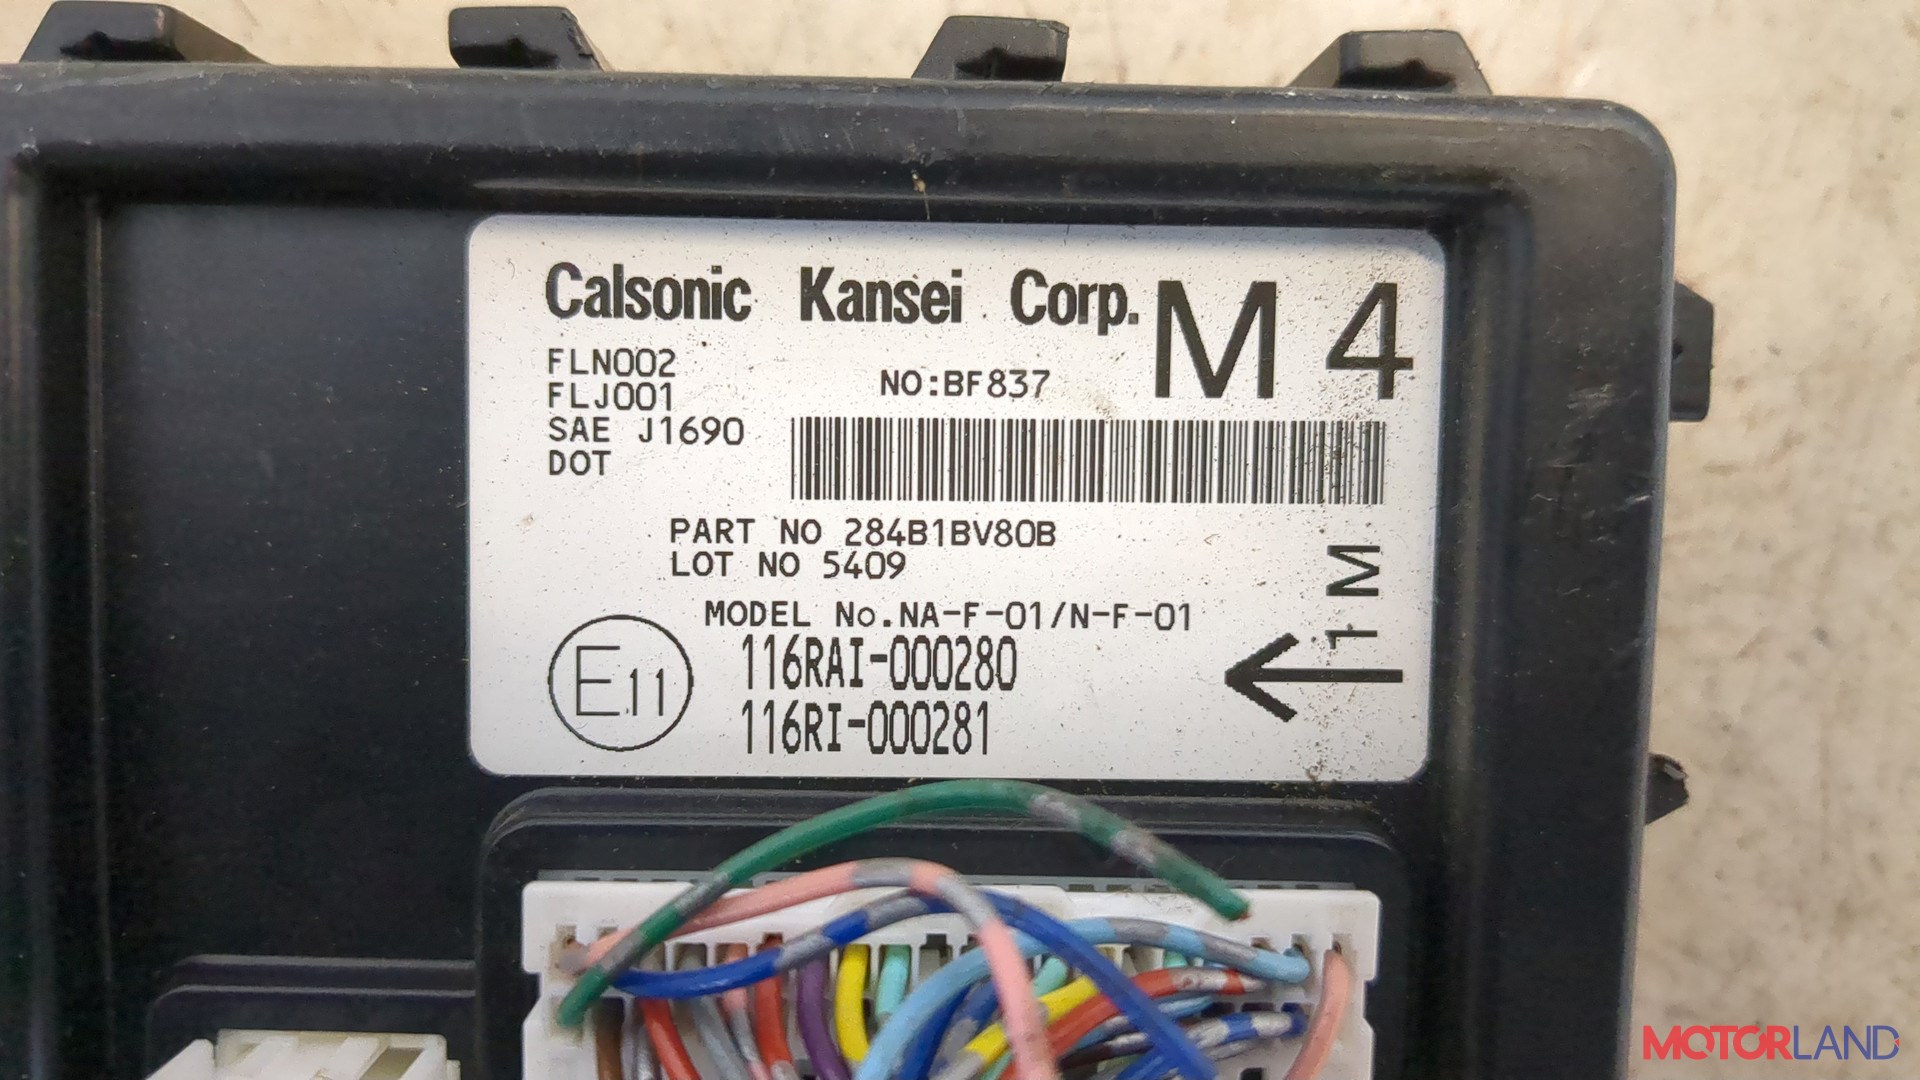 Calsonic Kansei Corp. M 4
FLN002
FLJ001
NO:BF837
SAE J1690
DOT
PART NO 284B1BV80B
LOT NO 5409
MODEL No.NA-F-01/N-F-01
E11
116RAI-000280
116RI-000281
1M
MOTORLAND